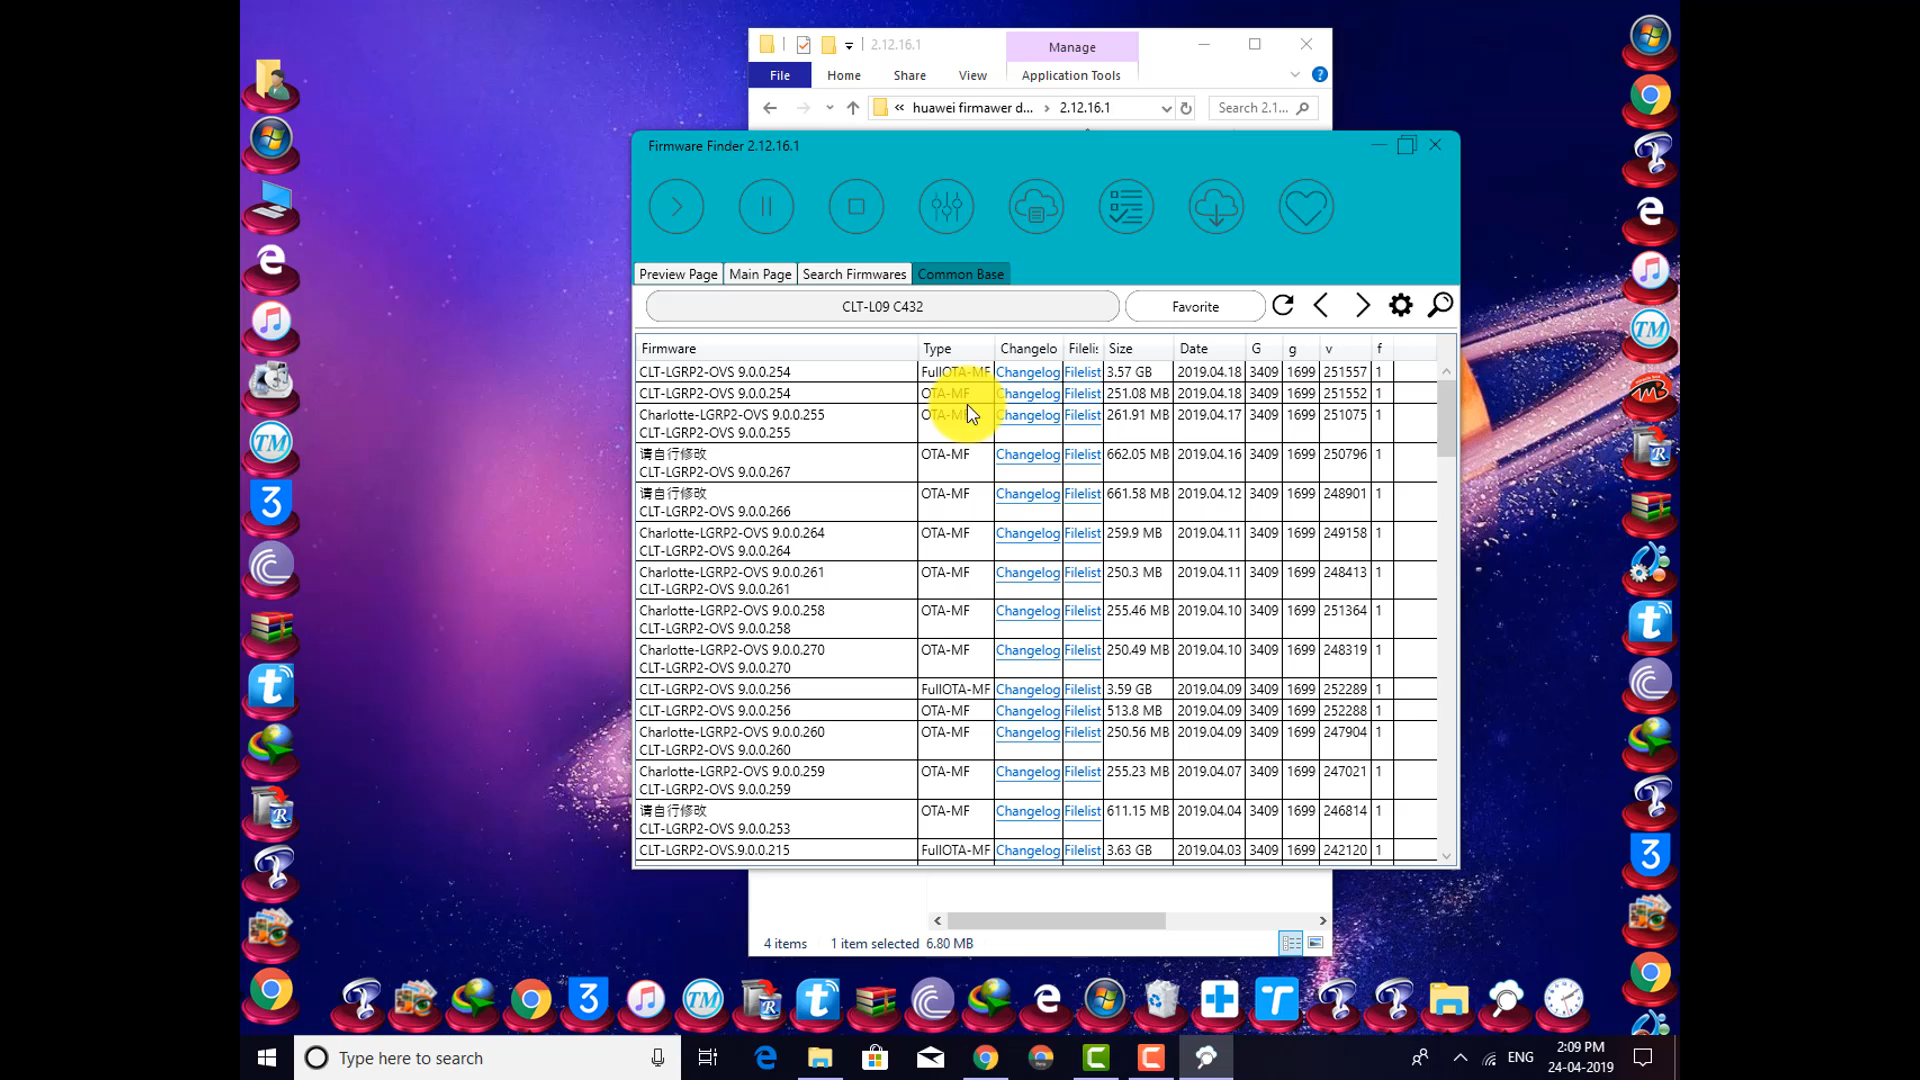 2.12.16.1
Manage
File Home Share View Application Tools
« huawei firmawer d... › 2.12.16.1 Search 2.1...
Firmware Finder 2.12.16.1
Preview Page Main Page Search Firmwares Common Base
CLT-L09 C432 Favorite
Firmware Type Changelo Filelis Size Date G g v f
CLT-LGRP2-OVS 9.0.0.254 FullOTA-MF Changelog Filelist 3.57 GB 2019.04.18 3409 1699 251557 1
CLT-LGRP2-OVS 9.0.0.254 OTA-MF Changelog Filelist 251.08 MB 2019.04.18 3409 1699 251552 1
Charlotte-LGRP2-OVS 9.0.0.255 OTA-MF Changelog Filelist 261.91 MB 2019.04.17 3409 1699 251075 1
CLT-LGRP2-OVS 9.0.0.255
请自行修改 OTA-MF Changelog Filelist 662.05 MB 2019.04.16 3409 1699 250796 1
CLT-LGRP2-OVS 9.0.0.267
请自行修改 OTA-MF Changelog Filelist 661.58 MB 2019.04.12 3409 1699 248901 1
CLT-LGRP2-OVS 9.0.0.266
Charlotte-LGRP2-OVS 9.0.0.264 OTA-MF Changelog Filelist 259.9 MB 2019.04.11 3409 1699 249158 1
CLT-LGRP2-OVS 9.0.0.264
Charlotte-LGRP2-OVS 9.0.0.261 OTA-MF Changelog Filelist 250.3 MB 2019.04.11 3409 1699 248413 1
CLT-LGRP2-OVS 9.0.0.261
Charlotte-LGRP2-OVS 9.0.0.258 OTA-MF Changelog Filelist 255.46 MB 2019.04.10 3409 1699 251364 1
CLT-LGRP2-OVS 9.0.0.258
Charlotte-LGRP2-OVS 9.0.0.270 OTA-MF Changelog Filelist 250.49 MB 2019.04.10 3409 1699 248319 1
CLT-LGRP2-OVS 9.0.0.270
CLT-LGRP2-OVS 9.0.0.256 FullOTA-MF Changelog Filelist 3.59 GB 2019.04.09 3409 1699 252289 1
CLT-LGRP2-OVS 9.0.0.256 OTA-MF Changelog Filelist 513.8 MB 2019.04.09 3409 1699 252288 1
Charlotte-LGRP2-OVS 9.0.0.260 OTA-MF Changelog Filelist 250.56 MB 2019.04.09 3409 1699 247904 1
CLT-LGRP2-OVS 9.0.0.260
Charlotte-LGRP2-OVS 9.0.0.259 OTA-MF Changelog Filelist 255.23 MB 2019.04.07 3409 1699 247021 1
CLT-LGRP2-OVS 9.0.0.259
请自行修改 OTA-MF Changelog Filelist 611.15 MB 2019.04.04 3409 1699 246814 1
CLT-LGRP2-OVS 9.0.0.253
CLT-LGRP2-OVS.9.0.0.215 FullOTA-MF Changelog Filelist 3.63 GB 2019.04.03 3409 1699 242120 1
4 items 1 item selected 6.80 MB
Type here to search
ENG
2:09 PM
24-04-2019